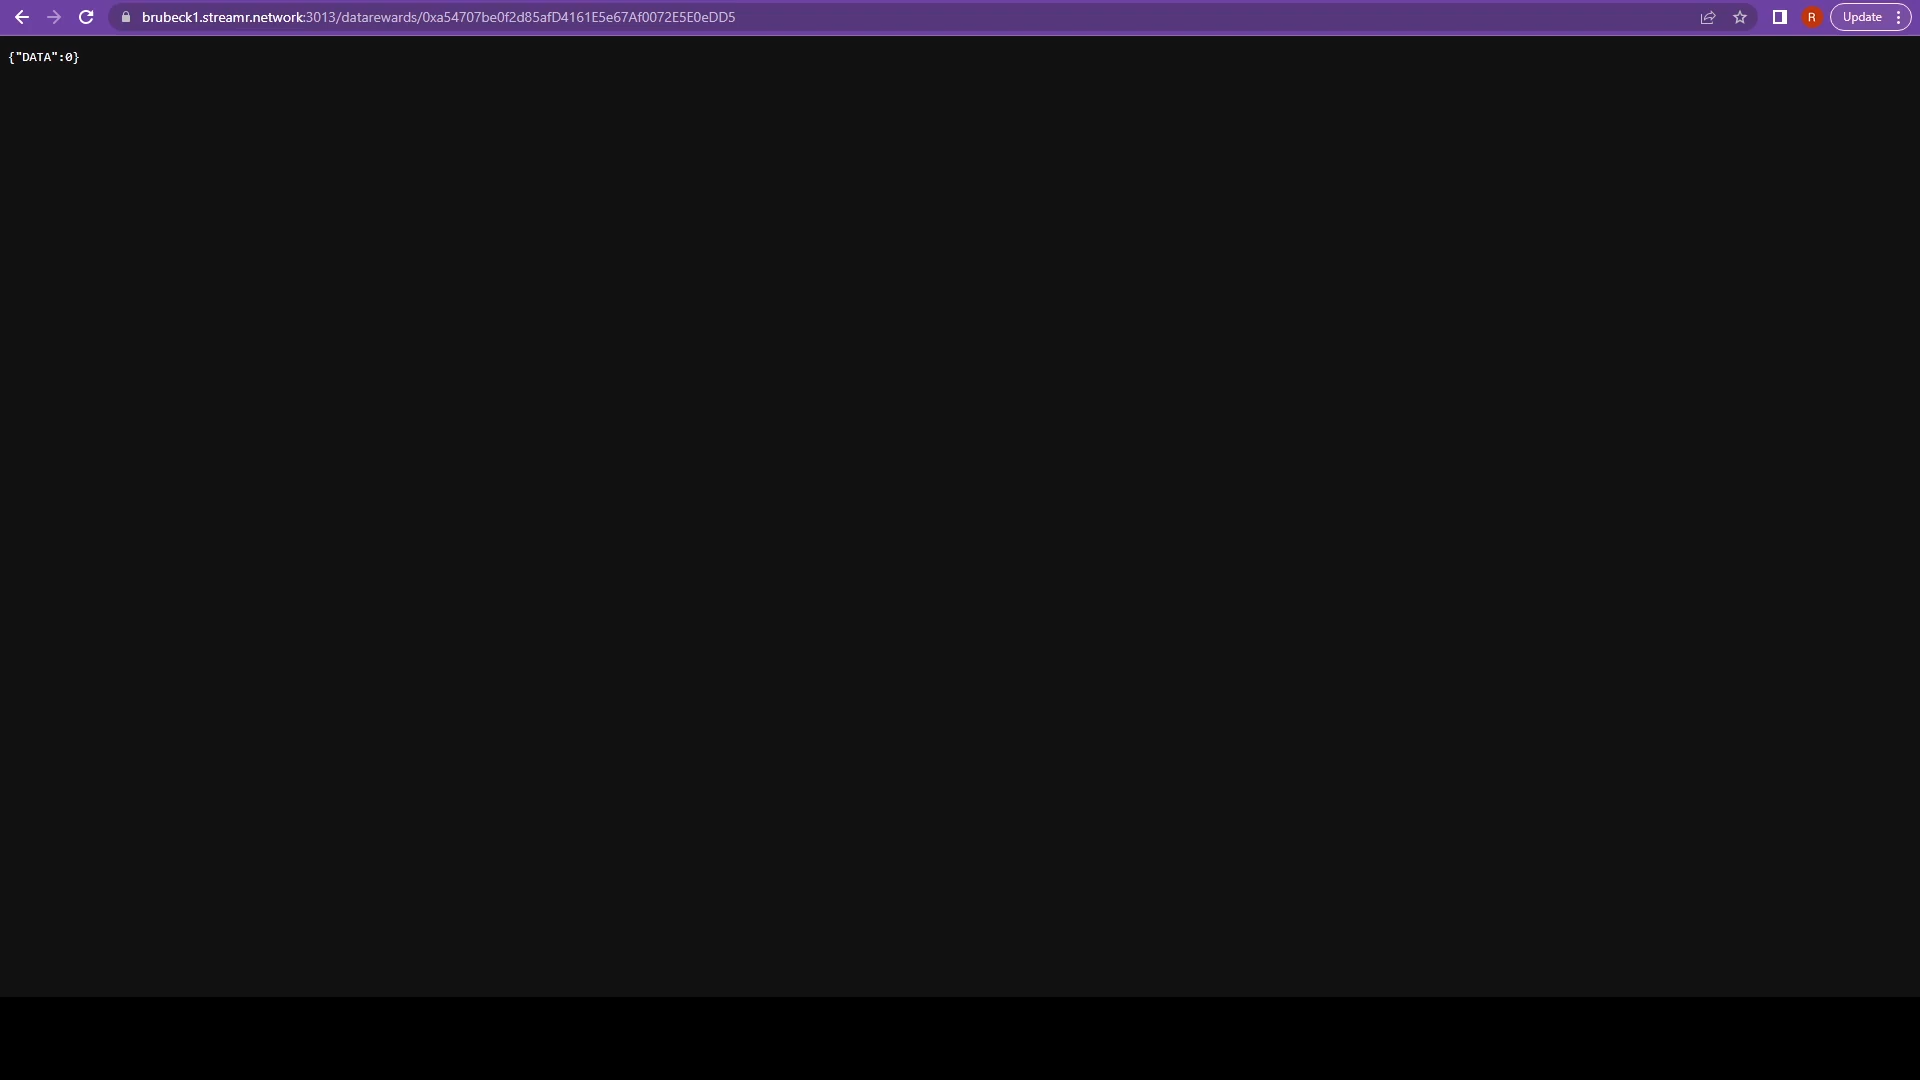 brubeck1.streamr.network:3013/datarewards/0xa54707be0f2d85afD4161E5e67Af0072E5E0eDD5
R
Update
{"DATA":0}